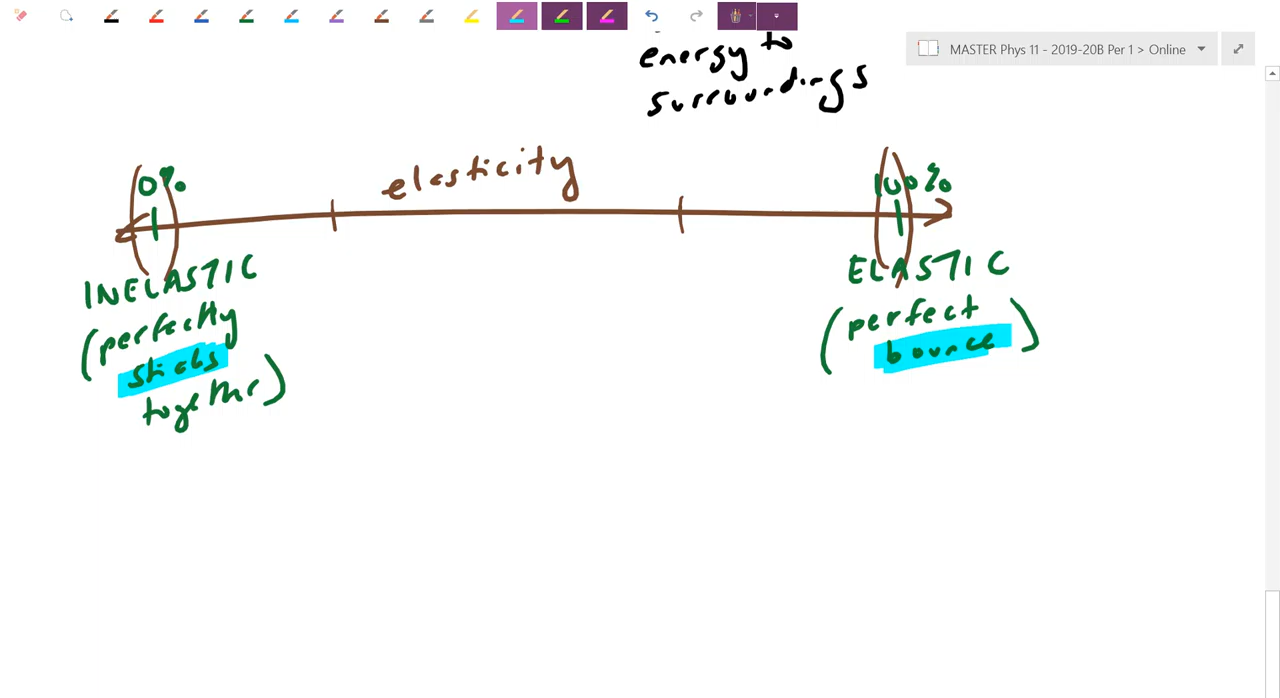 energy to
surroundings
MASTER Phys 11 - 2019-20B Per 1 > Online
elasticity
0%
100%
INELASTIC
(perfectly
sticks
together)
ELASTIC
(perfect
bounce)